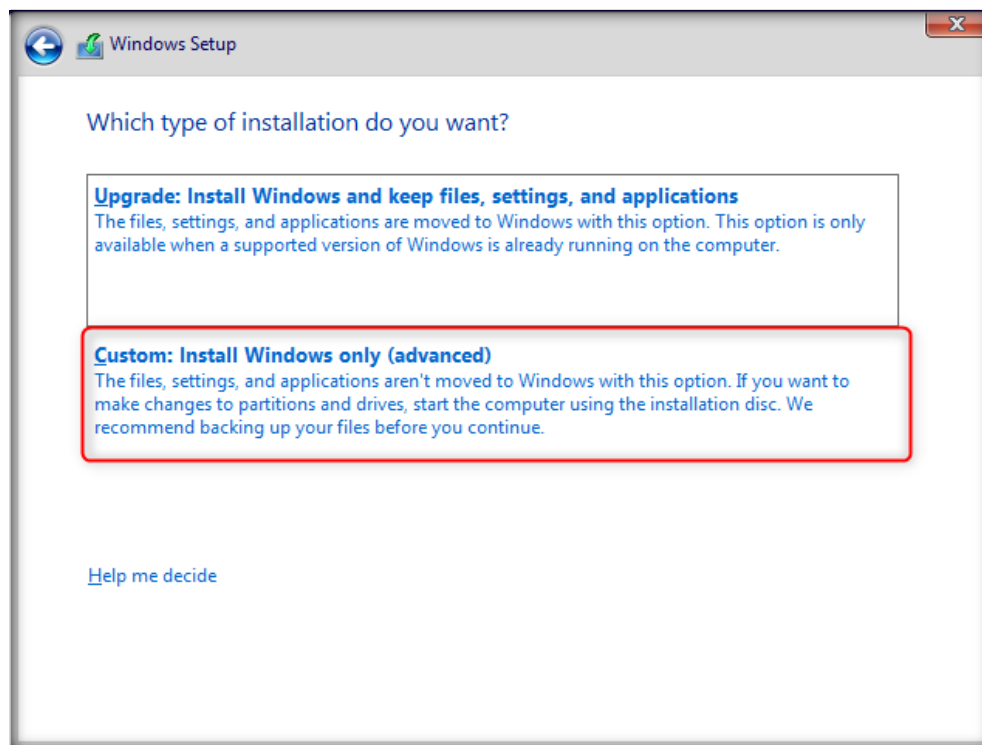 Windows Setup
Which type of installation do you want?
Upgrade: Install Windows and keep files, settings, and applications
The files, settings, and applications are moved to Windows with this option. This option is only
available when a supported version of Windows is already running on the computer.
Custom: Install Windows only (advanced)
The files, settings, and applications aren't moved to Windows with this option. If you want to
make changes to partitions and drives, start the computer using the installation disc. We
recommend backing up your files before you continue.
Help me decide